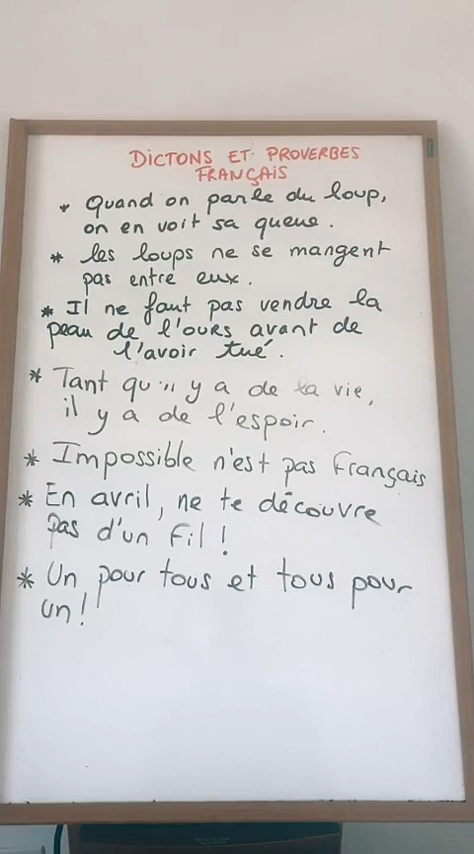 DICTONS ET PROVERBES
FRANÇAIS
* Quand on parle du loup,
on en voit sa queue.
* les loups ne se mangent
pas entre eux.
* Il ne faut pas vendre la
peau de l'ours avant de
l'avoir tué.
* Tant qu'il y a de la vie,
il y a de l'espoir.
* Impossible n'est pas Français
* En avril, ne te découvre
pas d'un fil !
* Un pour tous et tous pour
un !